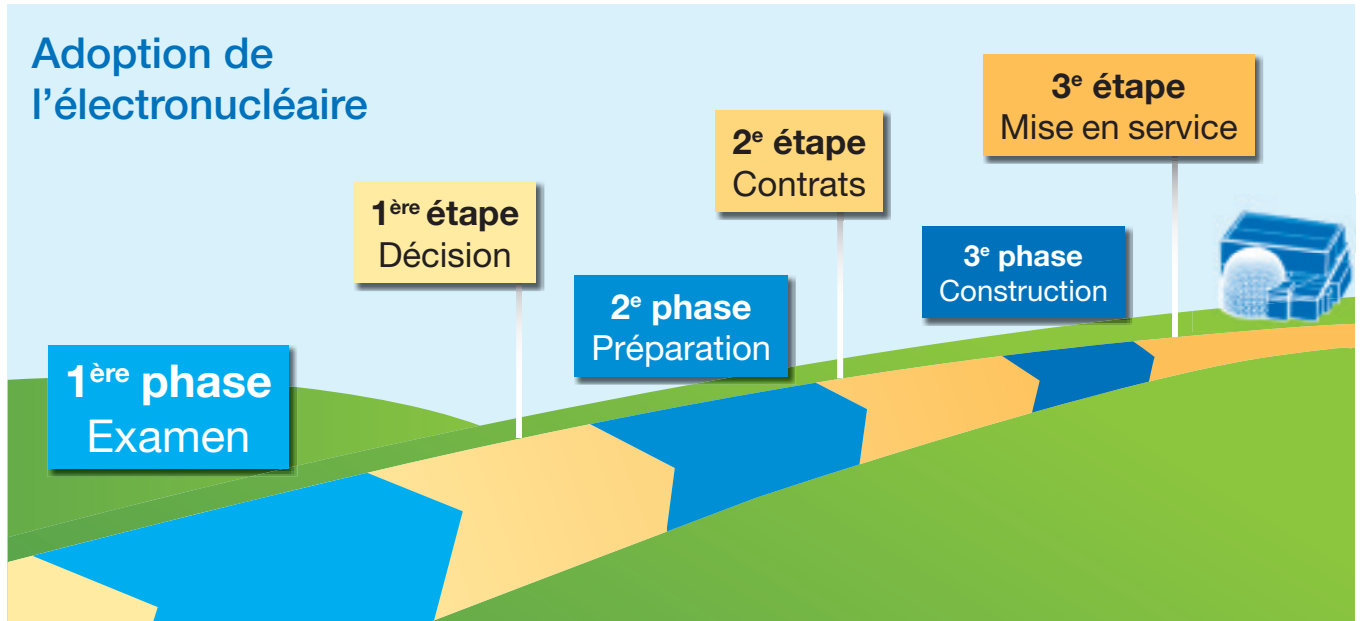 Adoption de
l’électronucléaire
1ère phase
Examen
1ère étape
Décision
2e phase
Préparation
2e étape
Contrats
3e phase
Construction
3e étape
Mise en service